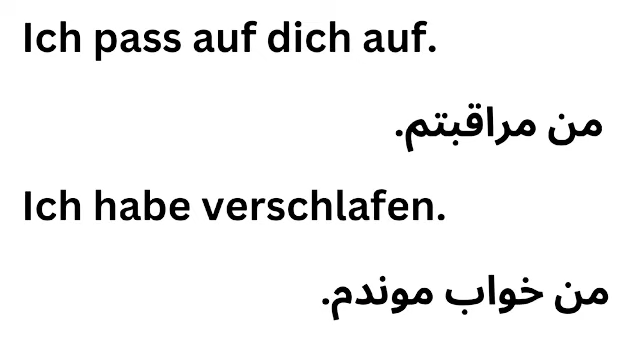 Ich pass auf dich auf.
من مراقبتم.
Ich habe verschlafen.
من خواب موندم.